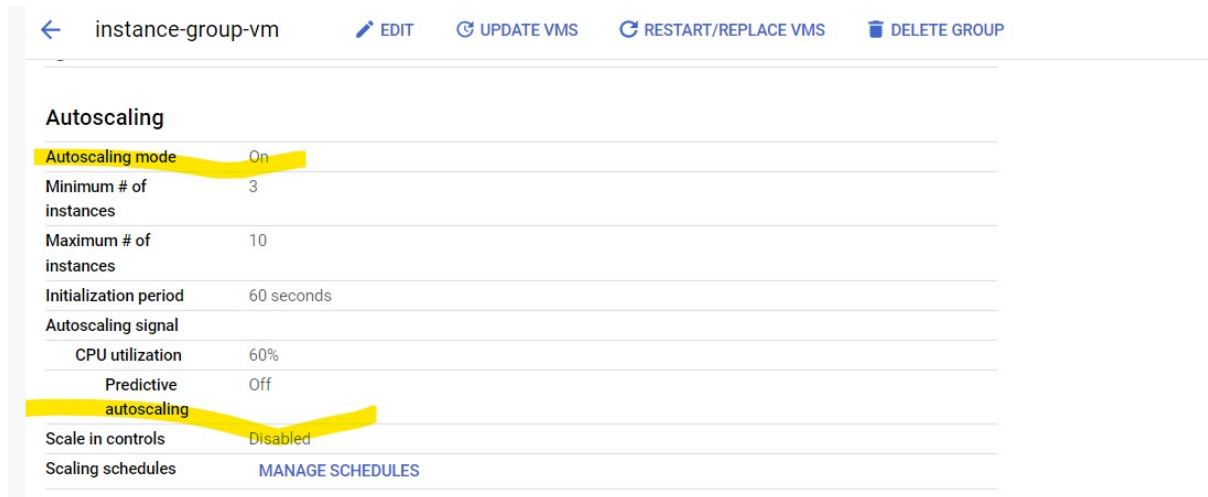 instance-group-vm EDIT UPDATE VMS RESTART/REPLACE VMS DELETE GROUP
Autoscaling
Autoscaling mode On
Minimum # of 3
instances
Maximum # of 10
instances
Initialization period 60 seconds
Autoscaling signal
CPU utilization 60%
Predictive Off
autoscaling
Scale in controls Disabled
Scaling schedules MANAGE SCHEDULES